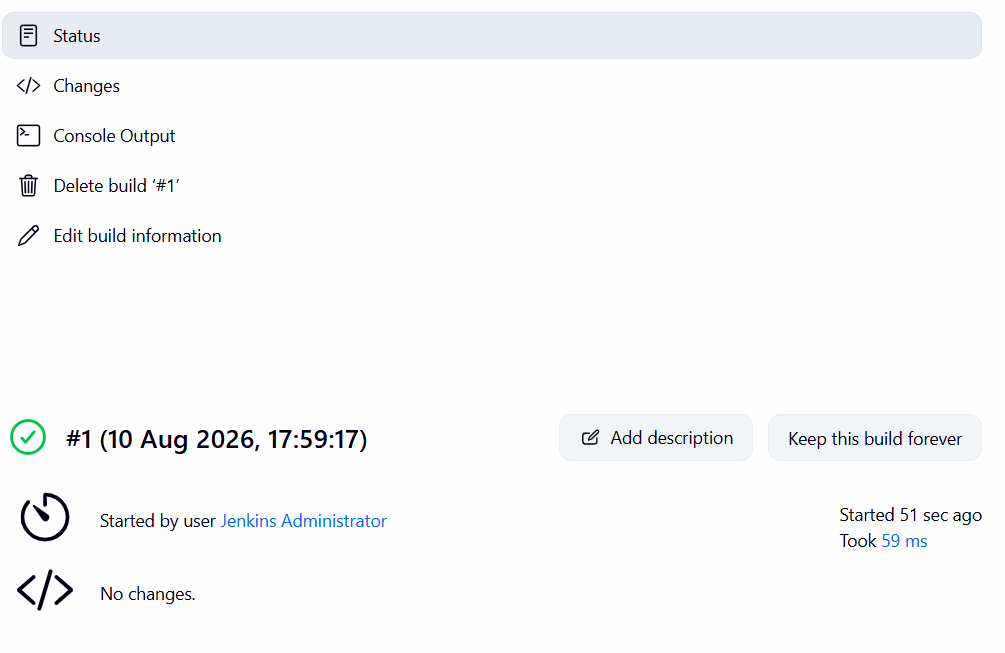 Status
Changes
Console Output
Delete build ‘#1’
Edit build information
#1 (10 Aug 2026, 17:59:17)
Add description
Keep this build forever
Started by user Jenkins Administrator
Started 51 sec ago
Took 59 ms
No changes.